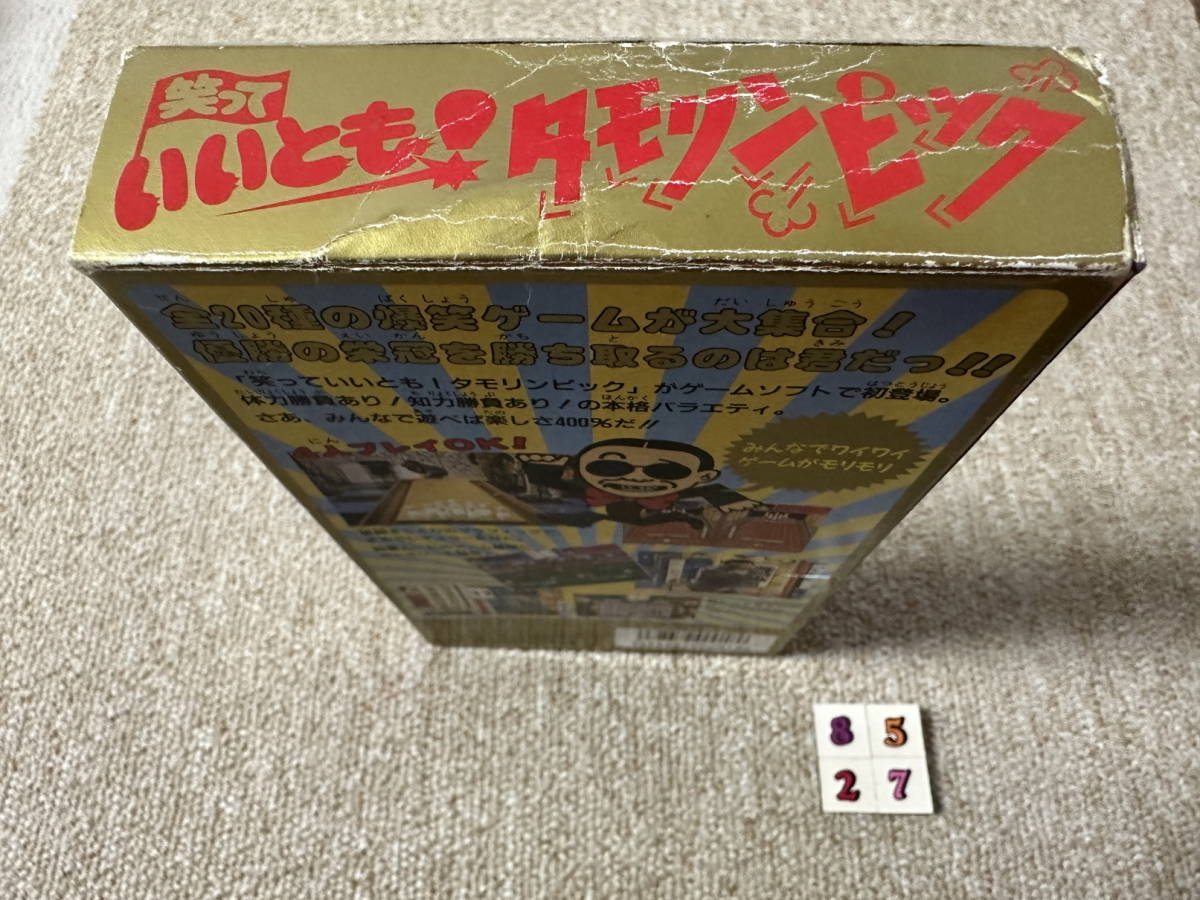 笑って
いいとも!タモリンピック
全20種の爆笑ゲームが大集合!
優勝の栄冠を勝ち取るのは君だっ!!
「笑っていいとも!タモリンピック」がゲームソフトで初登場。
体力勝負あり!知力勝負あり!の本格バラエティ。
さあ、みんなで遊べば楽しさ400%だ!!
4人プレイOK!
みんなでワイワイ
ゲームがモリモリ
8 5
2 7